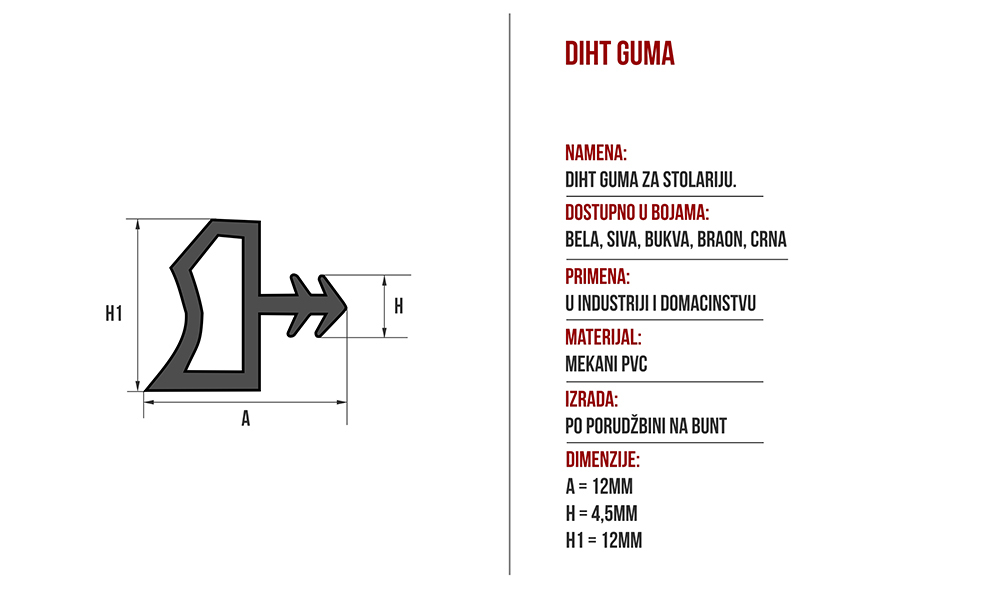 H1
H
A
DIHT GUMA
NAMENA:
DIHT GUMA ZA STOLARIJU.
DOSTUPNO U BOJAMA:
BELA, SIVA, BUKVA, BRAON, CRNA
PRIMENA:
U INDUSTRIJI I DOMACINSTVU
MATERIJAL:
MEKANI PVC
IZRADA:
PO PORUDŽBINI NA BUNT
DIMENZIJE:
A = 12MM
H = 4,5MM
H1 = 12MM